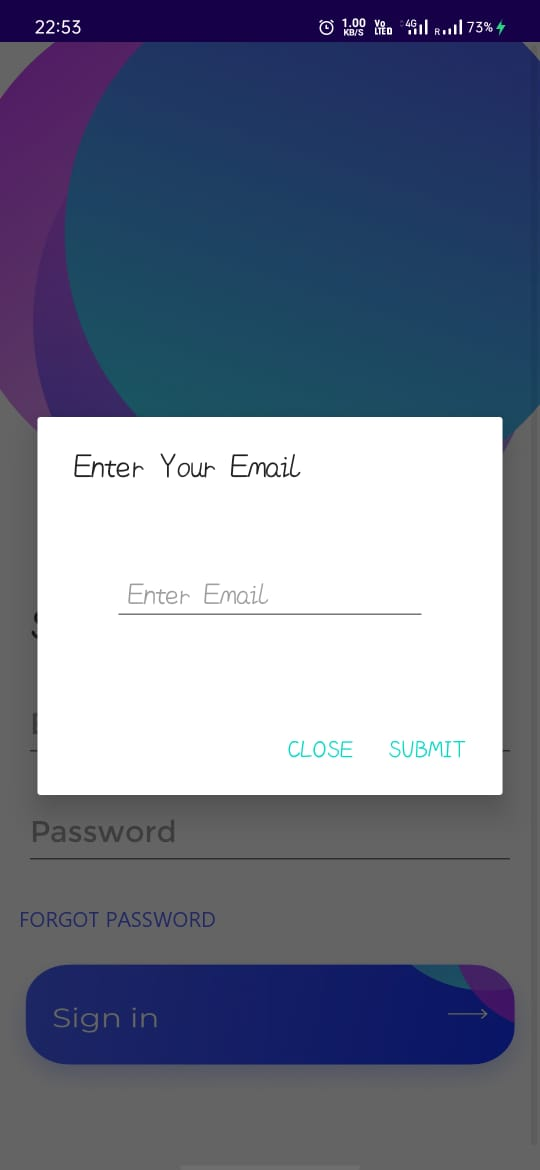 22:53
1.00 KB/S
Vo LTED
4G
R
73%
Enter Your Email
Enter Email
CLOSE SUBMIT
Password
FORGOT PASSWORD
Sign in